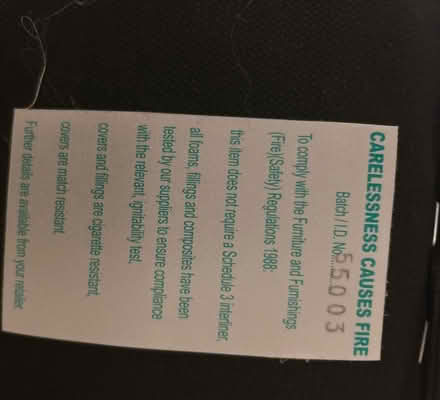 CARELESSNESS CAUSES FIRE
Batch / I.D. No. 55003
To comply with the Furniture and Furnishings
(Fire)(Safety) Regulations 1988:
this item does not require a Schedule 3 interliner,
all foams, fillings and composites have been
tested by our suppliers to ensure compliance
with the relevant, ignitability test,
covers and fillings are cigarette resistant,
covers are match resistant.
Further details are available from your retailer.